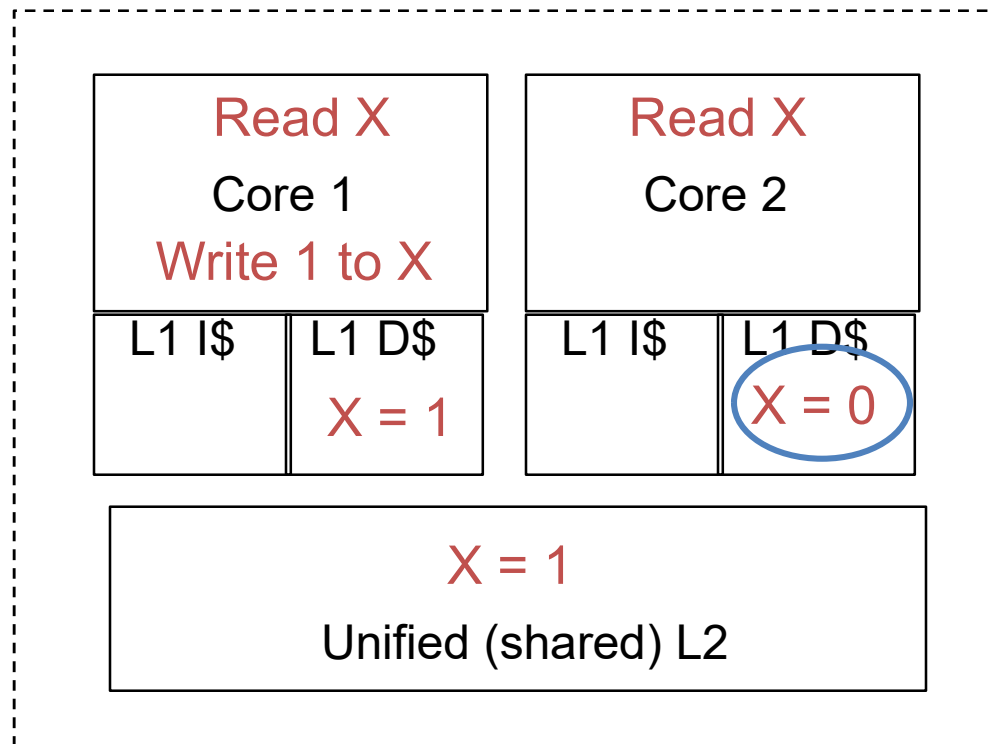 Read X
Core 1
Write 1 to X
L1 I$
L1 D$
X = 1
Read X
Core 2
L1 I$
L1 D$
X = 0
X = 1
Unified (shared) L2